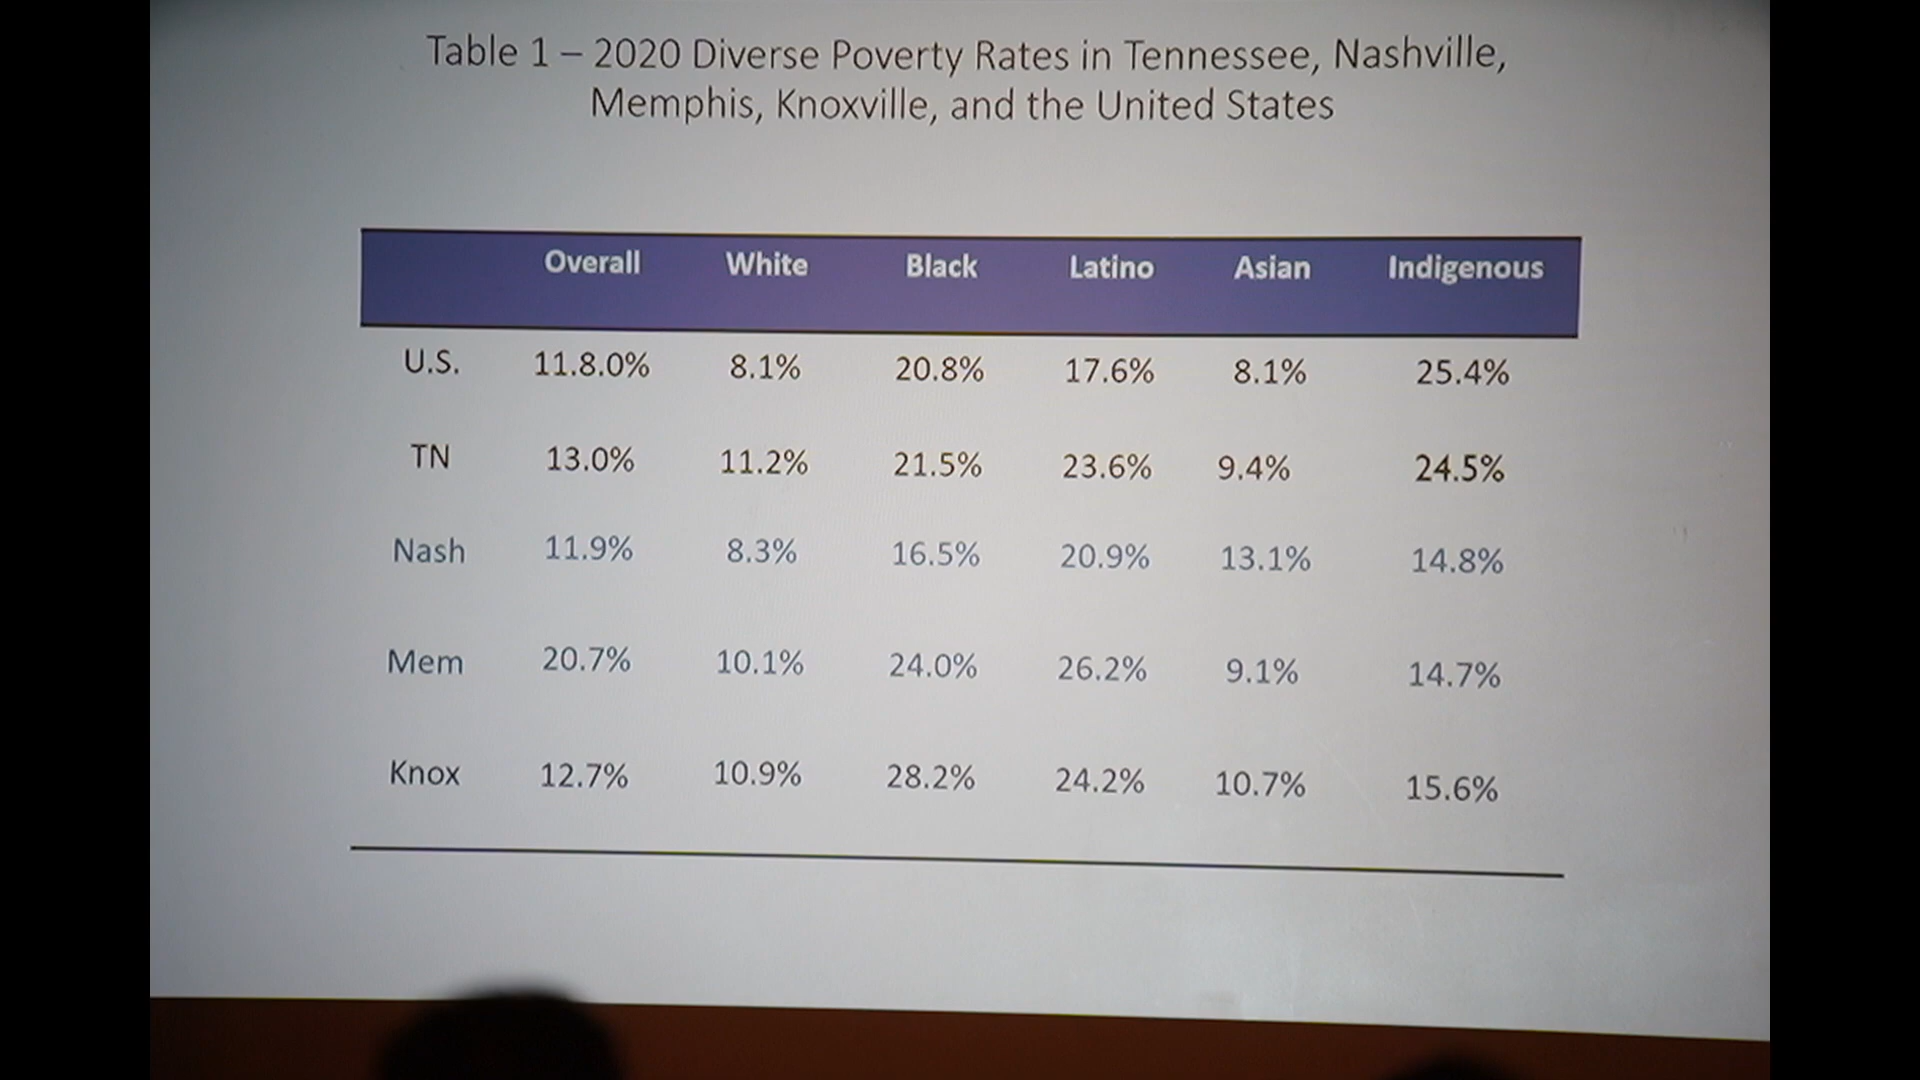 Table 1 – 2020 Diverse Poverty Rates in Tennessee, Nashville,
Memphis, Knoxville, and the United States
Overall White Black Latino Asian Indigenous
U.S. 11.8.0% 8.1% 20.8% 17.6% 8.1% 25.4%
TN 13.0% 11.2% 21.5% 23.6% 9.4% 24.5%
Nash 11.9% 8.3% 16.5% 20.9% 13.1% 14.8%
Mem 20.7% 10.1% 24.0% 26.2% 9.1% 14.7%
Knox 12.7% 10.9% 28.2% 24.2% 10.7% 15.6%